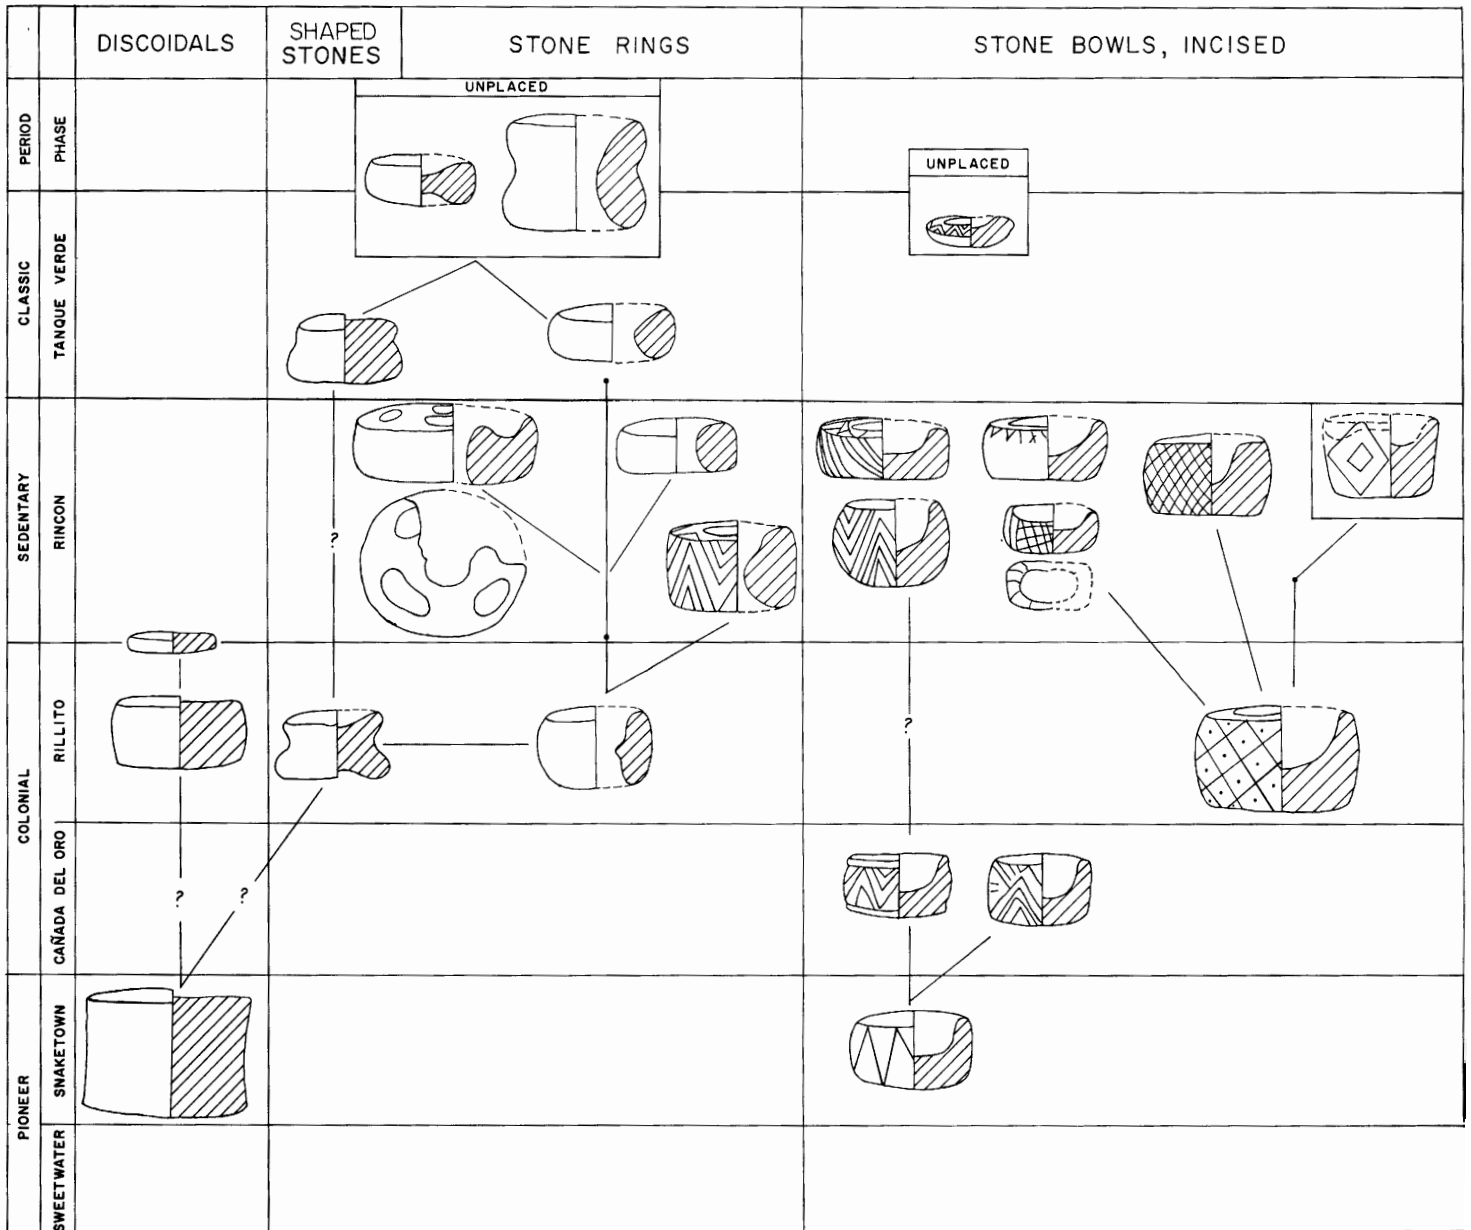 DISCOIDALS
SHAPED
STONES
STONE RINGS
STONE BOWLS, INCISED
PERIOD
PHASE
UNPLACED
UNPLACED
CLASSIC
TANQUE VERDE
SEDENTARY
RINCON
?
COLONIAL
RILLITO
?
CAÑADA DEL ORO
?
?
PIONEER
SNAKETOWN
SWEETWATER